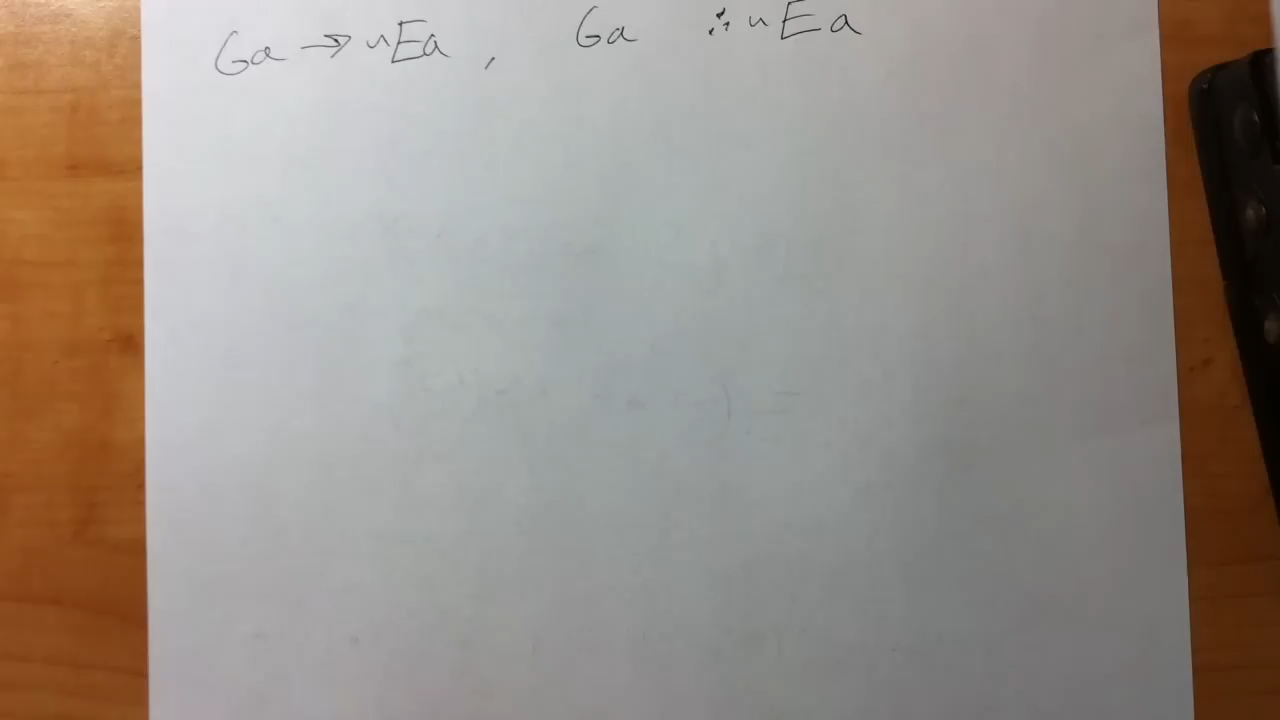 Ga → ~Ea , Ga ∴ ~Ea